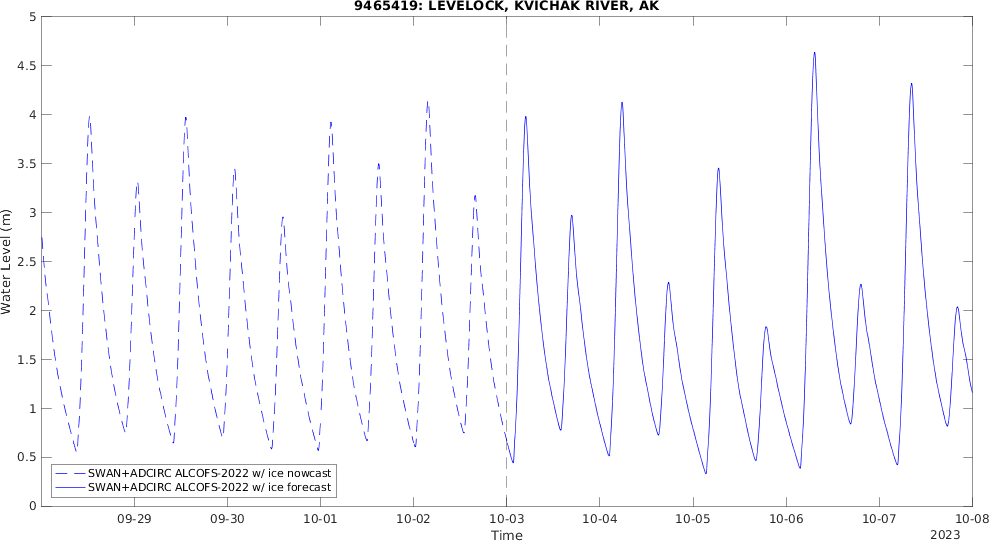 9465419: LEVELOCK, KVICHAK RIVER, AK
5
4.5
4
3.5
3
2.5
2
1.5
1
0.5
0
Water Level (m)
SWAN+ADCIRC ALCOFS-2022 w/ ice nowcast
SWAN+ADCIRC ALCOFS-2022 w/ ice forecast
09-29 09-30 10-01 10-02 10-03 10-04 10-05 10-06 10-07 10-08
Time
2023